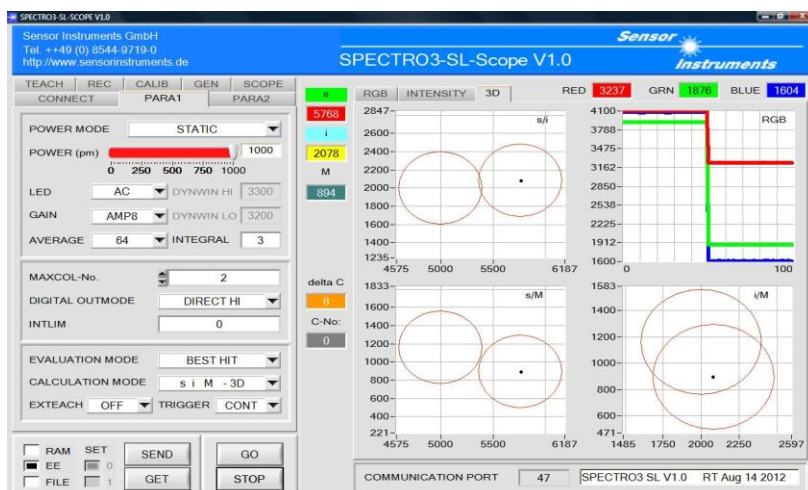 SPECTRO3-SL-SCOPE V1.0
Sensor Instruments GmbH
Tel. ++49 (0) 8544-9719-0
http://www.sensorinstruments.de
SPECTRO3-SL-Scope V1.0
Sensor
Instruments
TEACH REC CALIB GEN SCOPE
CONNECT PARA1 PARA2
POWER MODE STATIC
POWER (pm) 1000
0 250 500 750 1000
LED AC DYNWIN HI 3300
GAIN AMP8 DYNWIN LO 3200
AVERAGE 64 INTEGRAL 3
MAXCOL-No. 2
DIGITAL OUTMODE DIRECT HI
INTLIM 0
EVALUATION MODE BEST HIT
CALCULATION MODE s i M - 3D
EXTEACH OFF TRIGGER CONT
RAM SET SEND GO
EE 0
FILE 1 GET STOP
s
5768
i
2078
M
894
delta C
8
C-No:
0
RGB INTENSITY 3D
RED 3237 GRN 1876 BLUE 1604
s/i
2847
2600
2400
2200
2000
1800
1600
1400
1235
4575 5000 5500 6187
RGB
4100
3788
3475
3162
2850
2538
2225
1912
1600
0 100
s/M
1833
1600
1400
1200
1000
800
600
400
221
4575 5000 5500 6187
i/M
1583
1400
1200
1000
800
600
471
1485 1750 2000 2250 2597
COMMUNICATION PORT 47 SPECTRO3 SL V1.0 RT Aug 14 2012